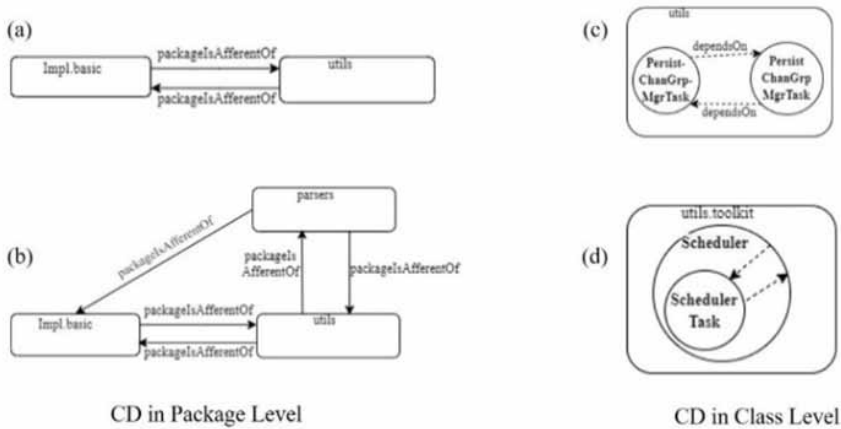 (a)
Impl.basic
packageIsAfferentOf
utils
packageIsAfferentOf
(b)
parsers
packageIsAfferentOf
packageIs
AfferentOf
packageIsAfferentOf
Impl.basic
packageIsAfferentOf
utils
packageIsAfferentOf
CD in Package Level
(c)
utils
dependsOn
Persist-
ChanGrp-
MgrTask
Persist
ChanGrp
MgrTask
dependsOn
(d)
utils.toolkit
Scheduler
Scheduler
Task
CD in Class Level